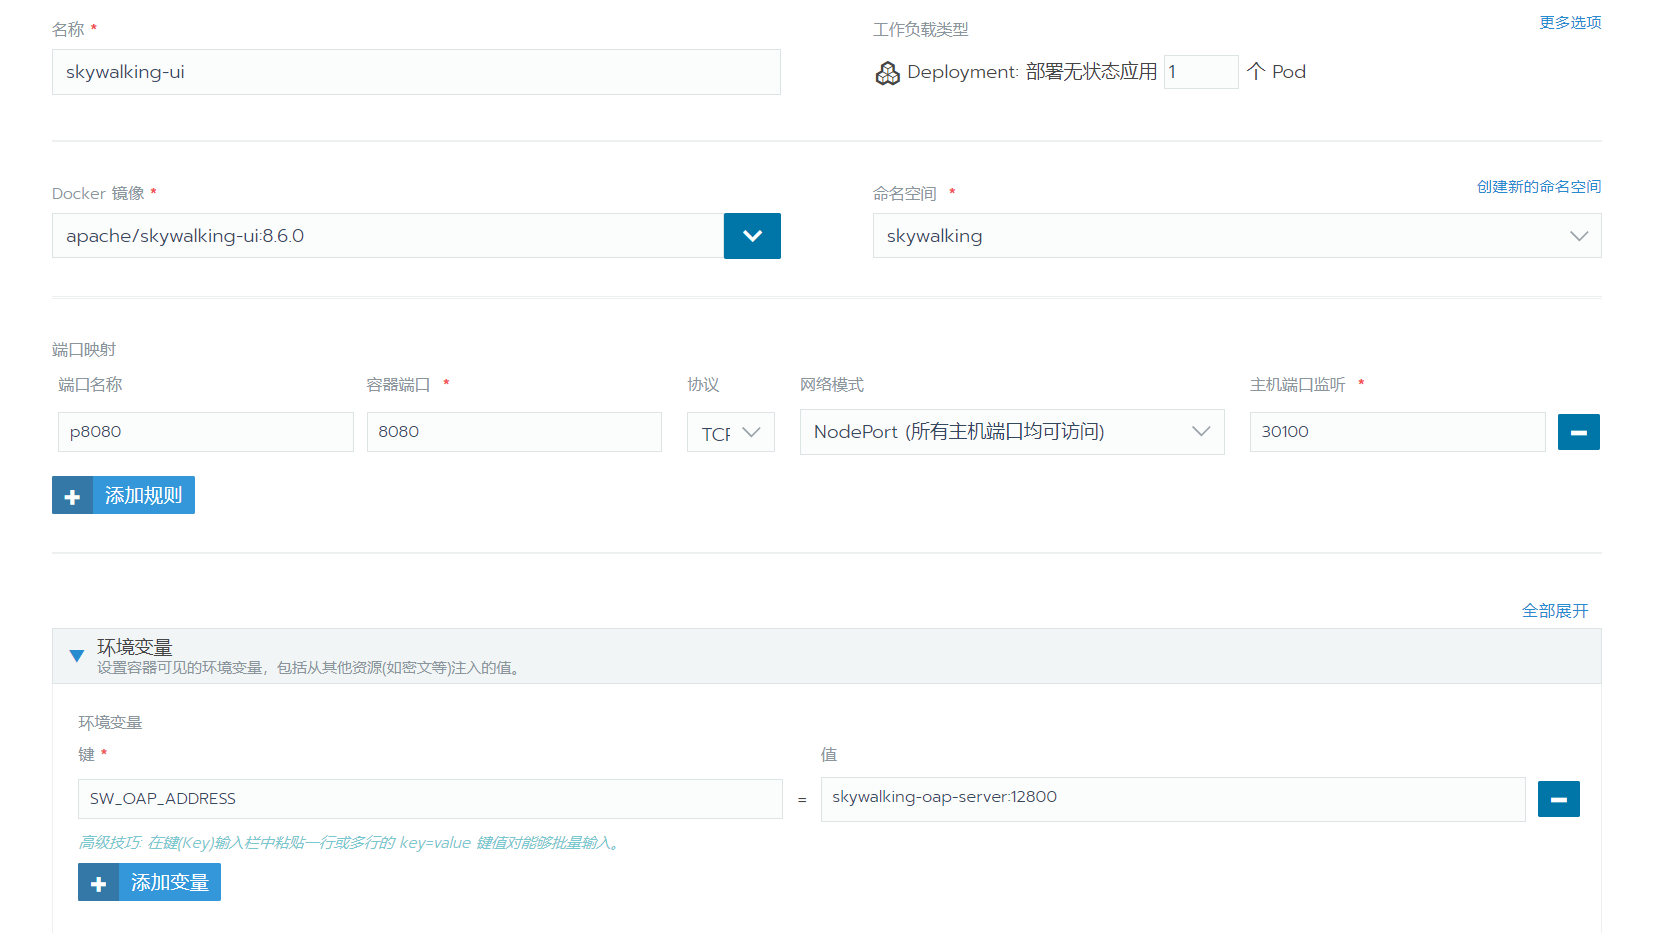 名称 *
工作负载类型
更多选项
skywalking-ui
Deployment: 部署无状态应用 1 个 Pod
Docker 镜像 *
命名空间 *
创建新的命名空间
apache/skywalking-ui:8.6.0
skywalking
端口映射
端口名称
容器端口 *
协议
网络模式
主机端口监听 *
p8080
8080
TCP
NodePort (所有主机端口均可访问)
30100
添加规则
全部展开
环境变量
设置容器可见的环境变量，包括从其他资源(如密文等)注入的值。
环境变量
键 *
值
SW_OAP_ADDRESS
=
skywalking-oap-server:12800
高级技巧: 在键(Key)输入栏中粘贴一行或多行的 key=value 键值对能够批量输入。
添加变量